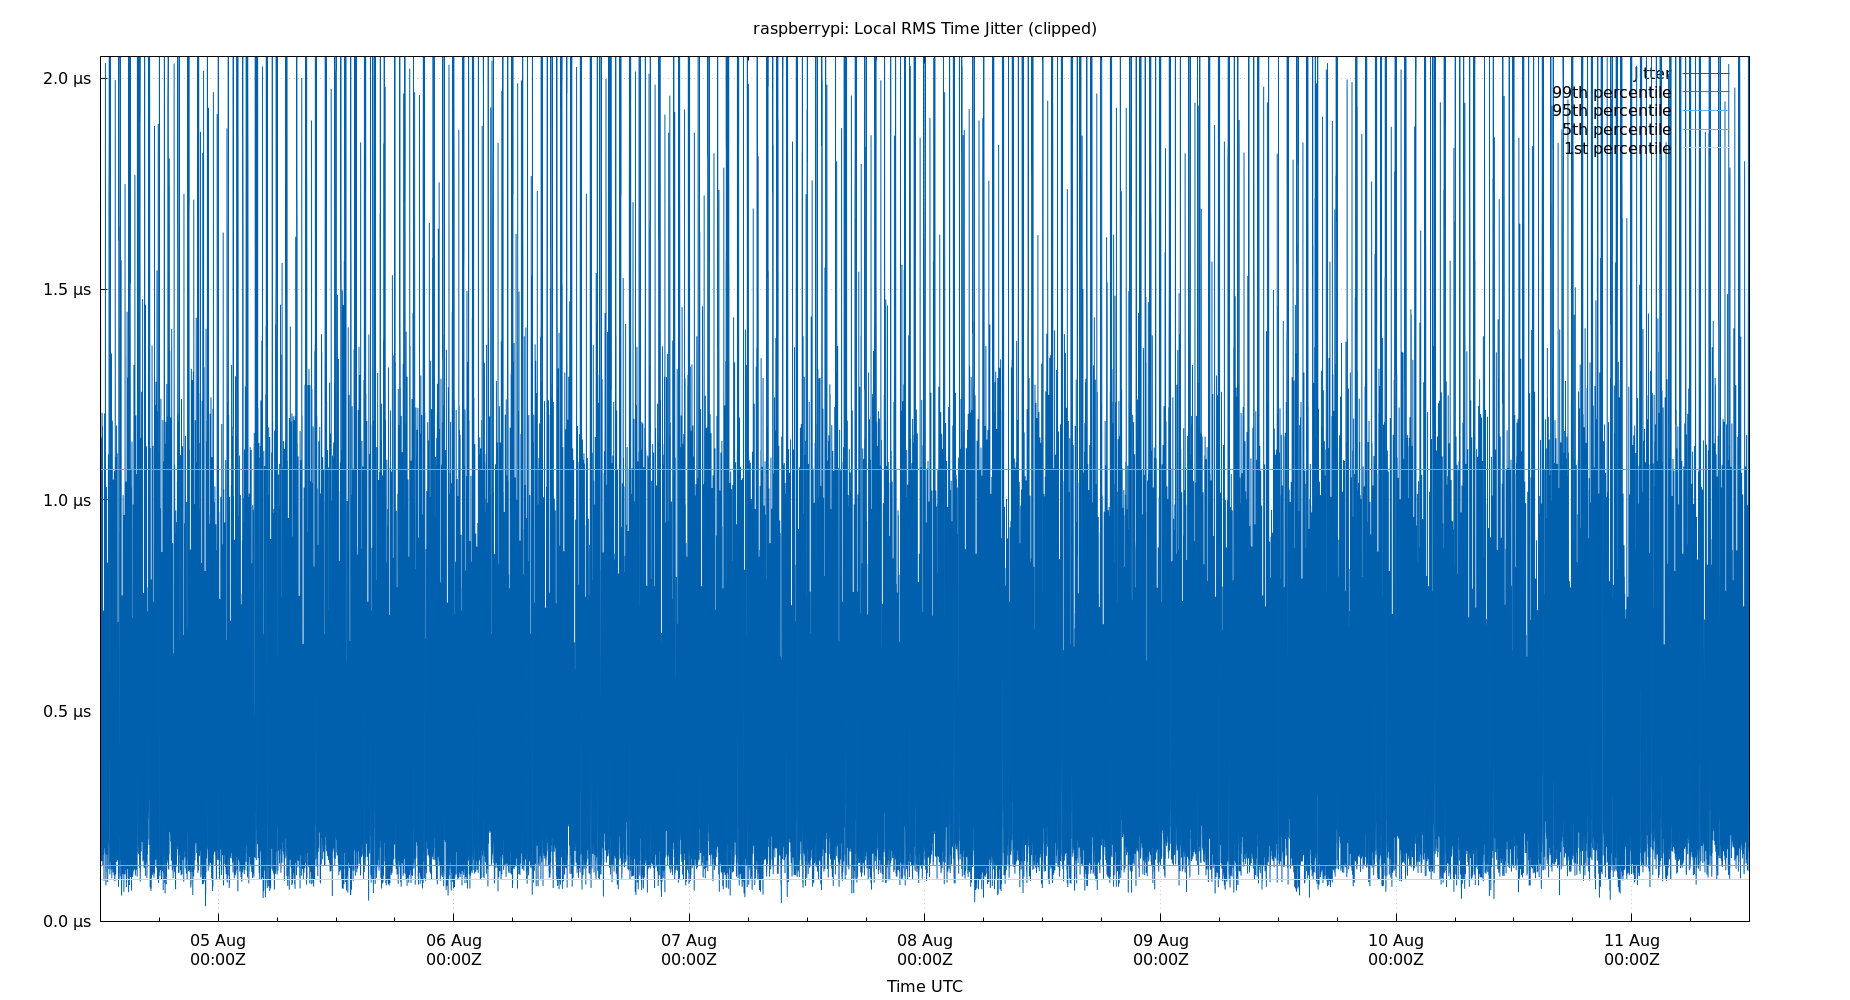 raspberrypi: Local RMS Time Jitter (clipped)
2.0 µs
1.5 µs
1.0 µs
0.5 µs
0.0 µs
jitter
99th percentile
95th percentile
5th percentile
1st percentile
05 Aug
00:00Z
06 Aug
00:00Z
07 Aug
00:00Z
08 Aug
00:00Z
09 Aug
00:00Z
10 Aug
00:00Z
11 Aug
00:00Z
Time UTC